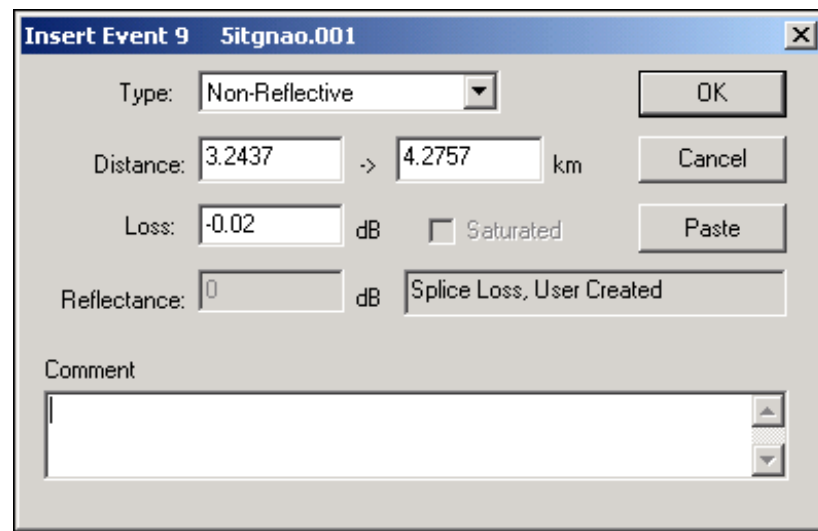 Insert Event 9 5itgnao.001
Type: Non-Reflective OK
Distance: 3.2437 -> 4.2757 km Cancel
Loss: -0.02 dB Saturated Paste
Reflectance: 0 dB Splice Loss, User Created
Comment